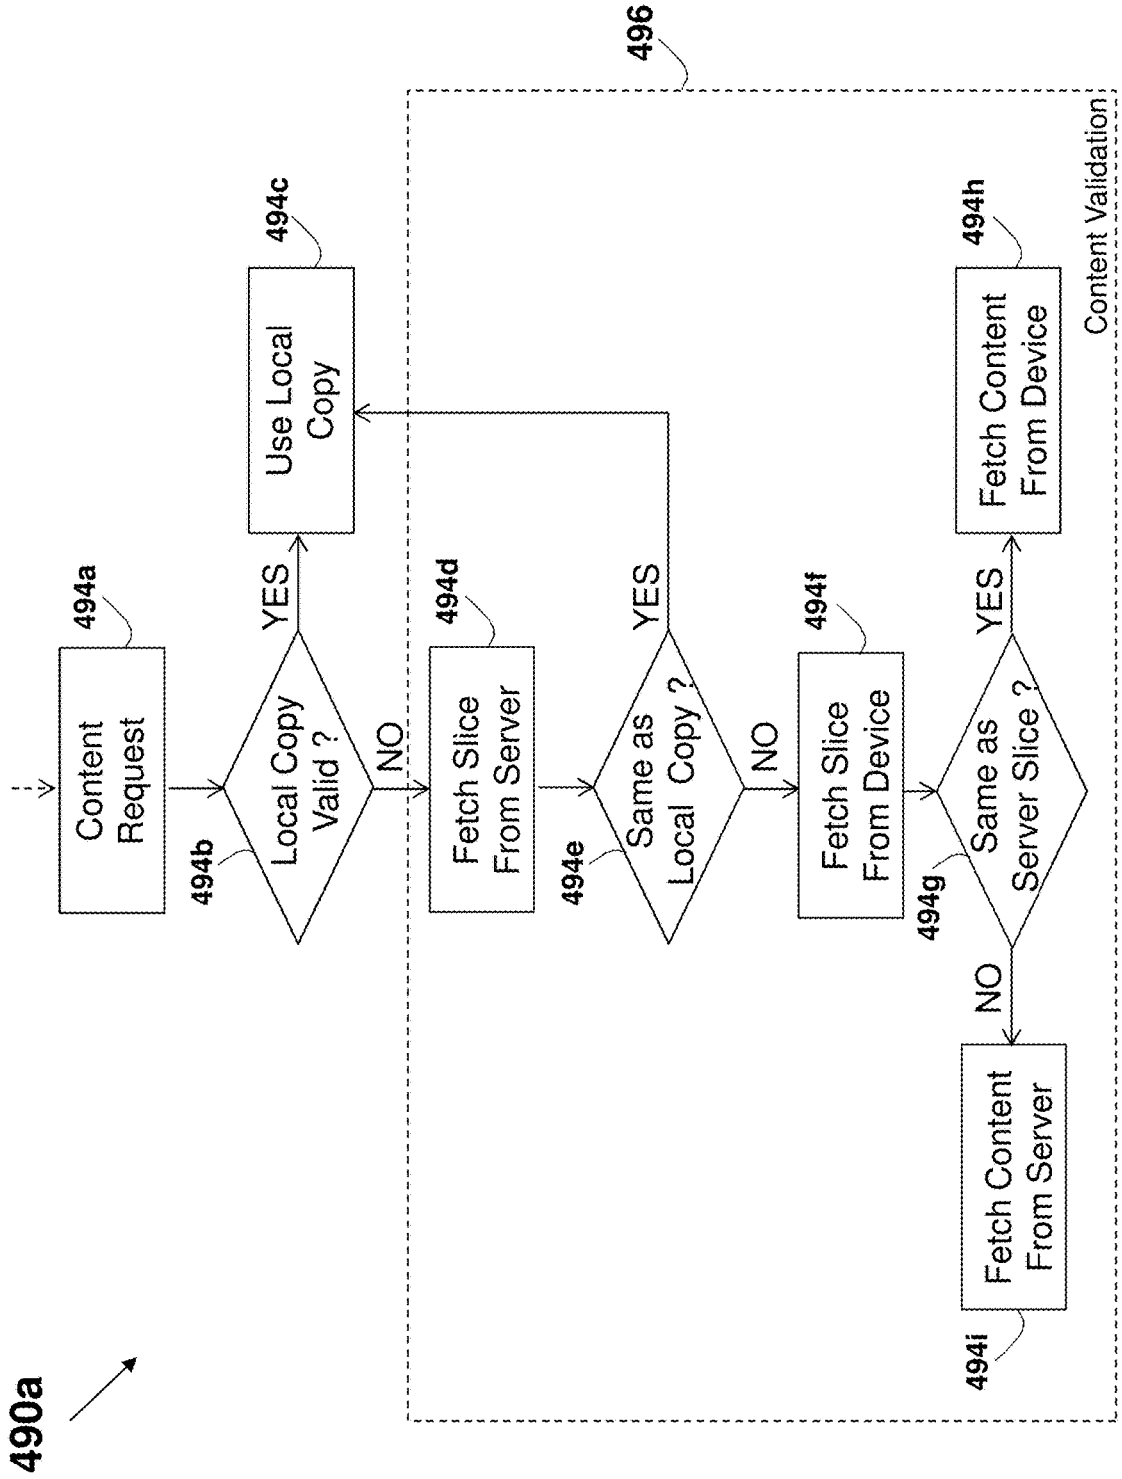 490a
494a
Content
Request
494b
Local Copy
Valid ?
YES
494c
Use Local
Copy
NO
496
494d
Fetch Slice
From Server
494e
Same as
Local Copy ?
YES
NO
494f
Fetch Slice
From Device
494g
Same as
Server Slice ?
NO
YES
494i
Fetch Content
From Server
494h
Fetch Content
From Device
Content Validation